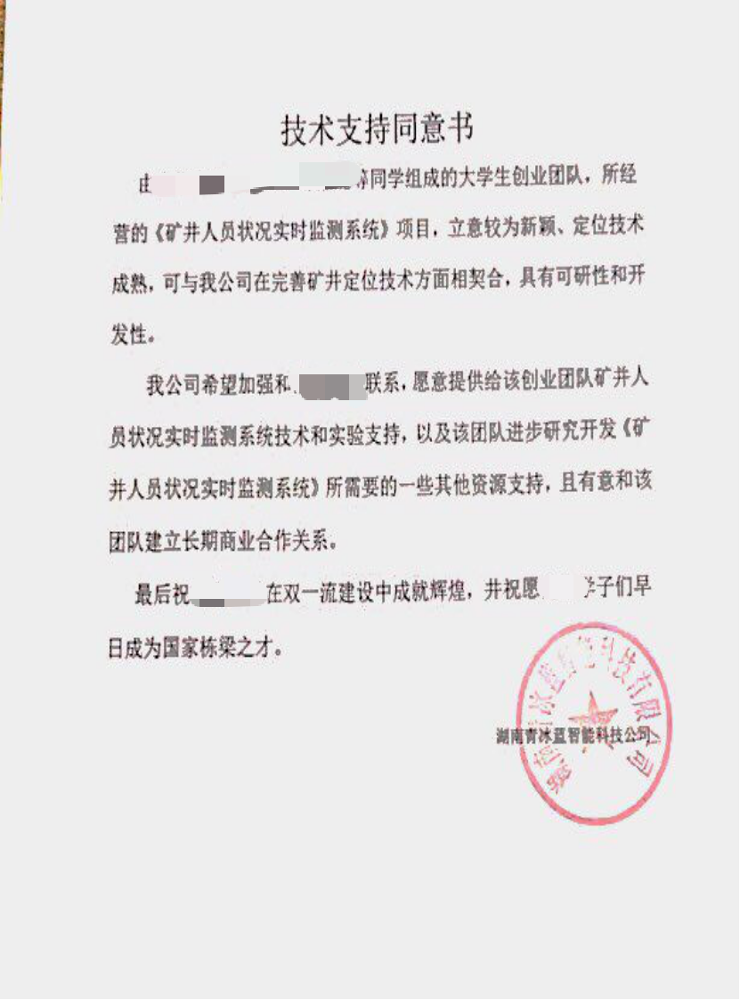 技术支持同意书
由 等同学组成的大学生创业团队，所经
营的《矿井人员状况实时监测系统》项目，立意较为新颖、定位技术
成熟，可与我公司在完善矿井定位技术方面相契合，具有可研性和开
发性。
我公司希望加强和 联系，愿意提供给该创业团队矿井人
员状况实时监测系统技术和实验支持，以及该团队进步研究开发《矿
井人员状况实时监测系统》所需要的一些其他资源支持，且有意和该
团队建立长期商业合作关系。
最后祝 在双一流建设中成就辉煌，并祝愿 学子们早
日成为国家栋梁之才。
湖南青冰蓝智能科技公司
湖南青冰蓝智能科技有限公司